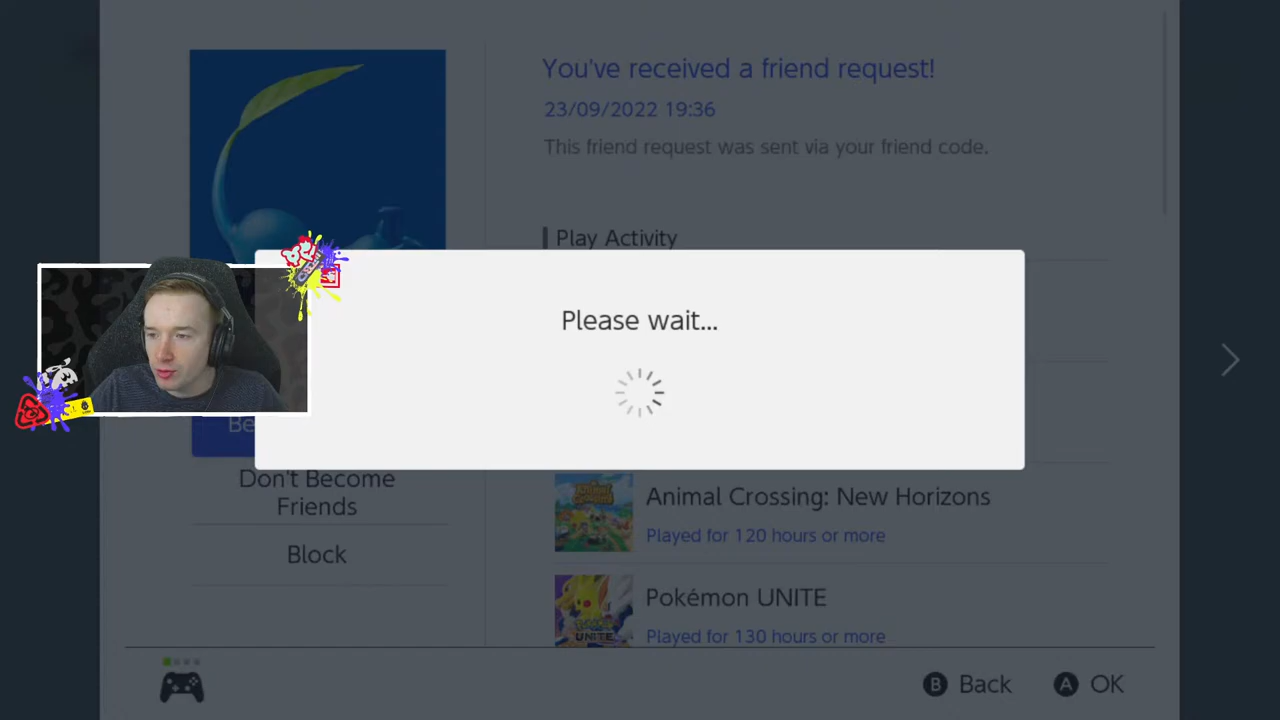 You've received a friend request!
23/09/2022 19:36
This friend request was sent via your friend code.
Play Activity
Please wait...
Be
Don't Become
Friends
Block
Animal Crossing: New Horizons
Played for 120 hours or more
Pokémon UNITE
Played for 130 hours or more
UNITE
B Back
A OK